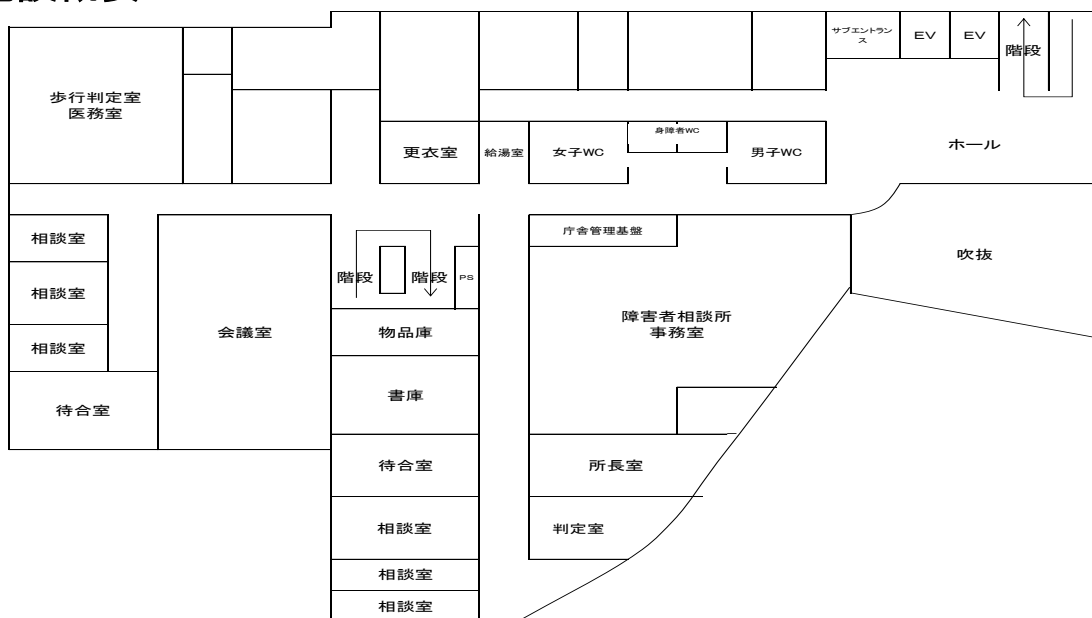 サブエントラン
ス
EV
EV
階段
歩行判定室
医務室
更衣室
給湯室
女子WC
身障者WC
男子WC
ホール
相談室
相談室
相談室
待合室
会議室
階段
階段
PS
物品庫
書庫
待合室
相談室
相談室
相談室
庁舎管理基盤
障害者相談所
事務室
所長室
判定室
吹抜